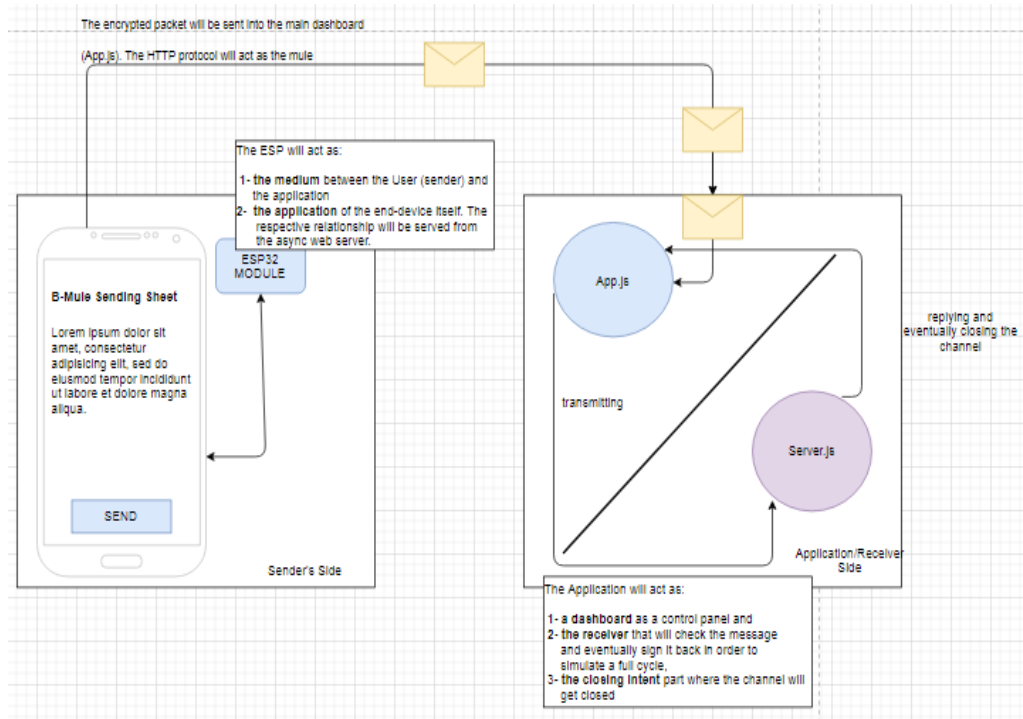 The encrypted packet will be sent into the main dashboard
(App.js). The HTTP protocol will act as the mule
The ESP will act as:
1- the medium between the User (sender) and
the application
2- the application of the end-device itself. The
respective relationship will be served from
the async web server.
ESP32
MODULE
B-Mule Sending Sheet
Lorem ipsum dolor sit
amet, consectetur
adipisicing elit, sed do
eiusmod tempor incididunt
ut labore et dolore magna
aliqua.
SEND
Sender's Side
App.js
transmitting
replying and
eventually closing the
channel
Server.js
Application/Receiver
Side
The Application will act as:
1- a dashboard as a control panel and
2- the receiver that will check the message
and eventually sign it back in order to
simulate a full cycle,
3- the closing intent part where the channel will
get closed